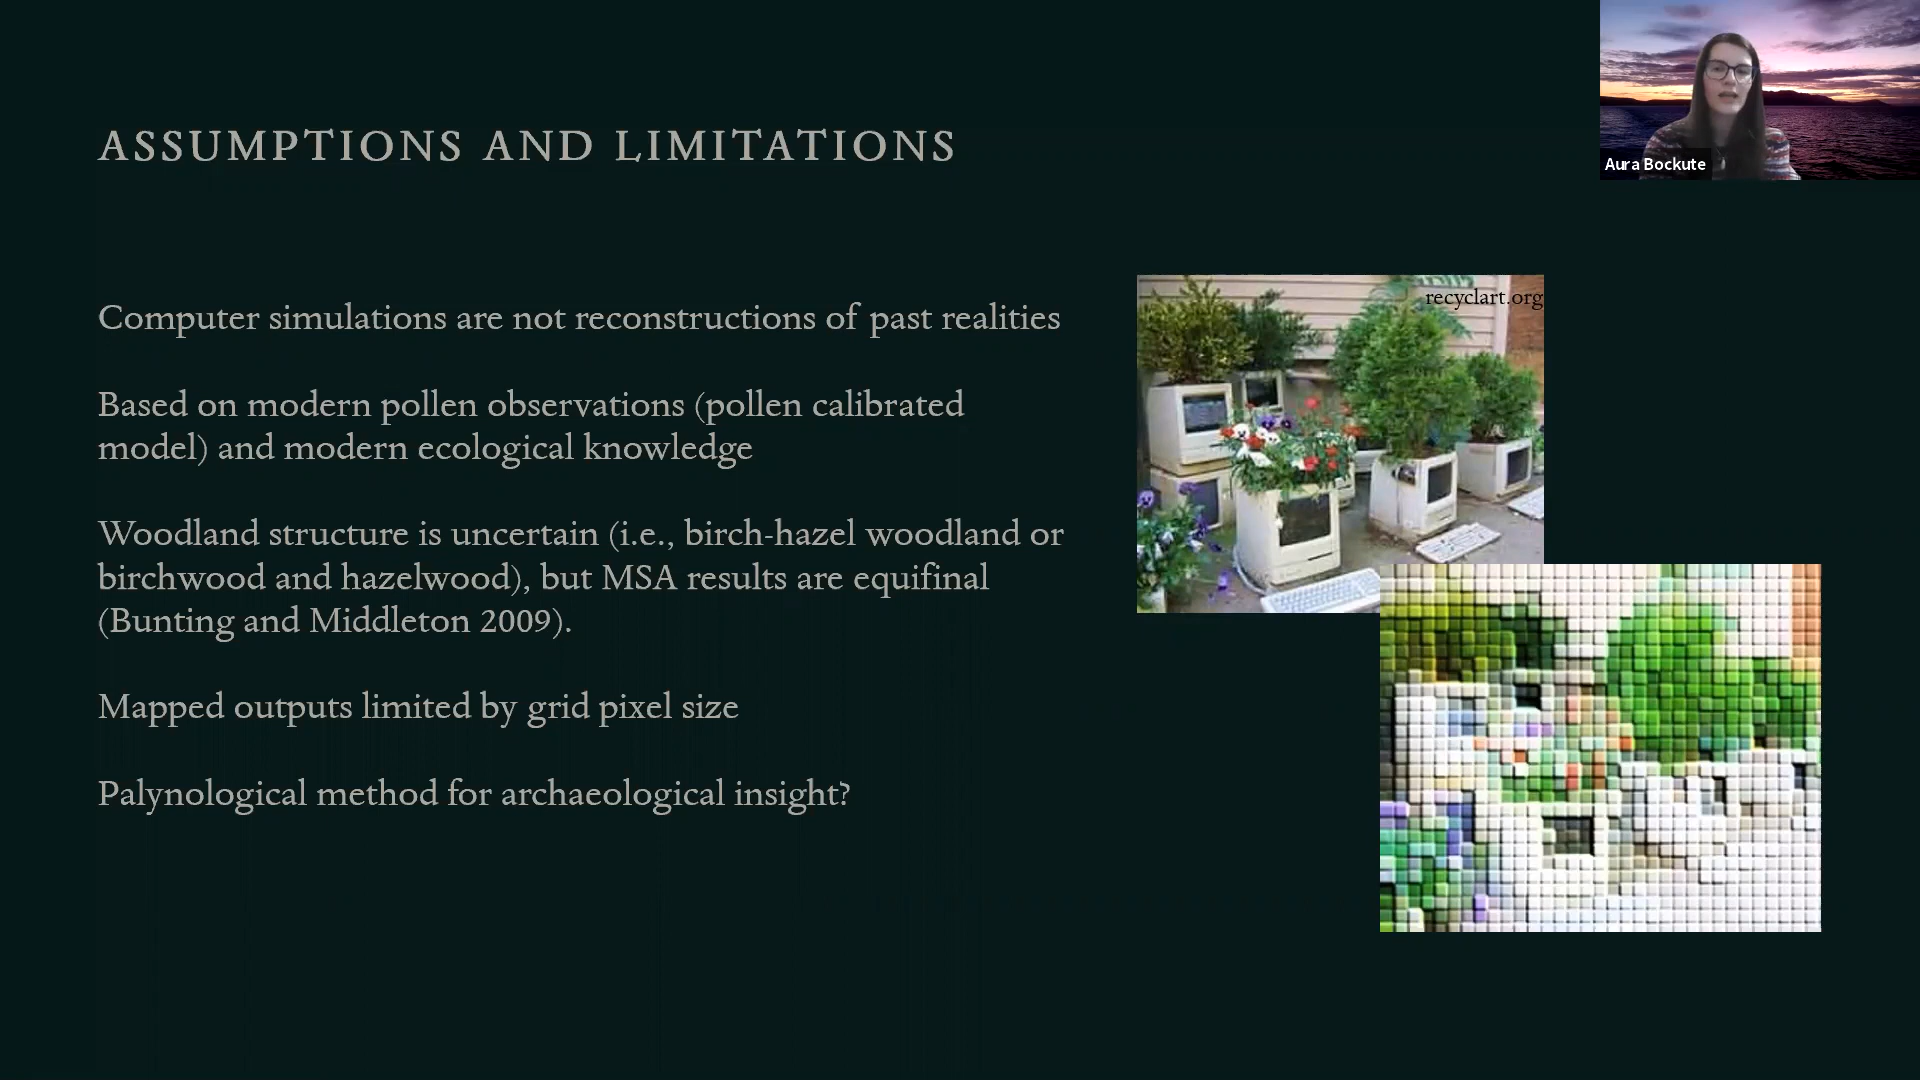 ASSUMPTIONS AND LIMITATIONS
Aura Bockute
recyclart.org
Computer simulations are not reconstructions of past realities
Based on modern pollen observations (pollen calibrated
model) and modern ecological knowledge
Woodland structure is uncertain (i.e., birch-hazel woodland or
birchwood and hazelwood), but MSA results are equifinal
(Bunting and Middleton 2009).
Mapped outputs limited by grid pixel size
Palynological method for archaeological insight?